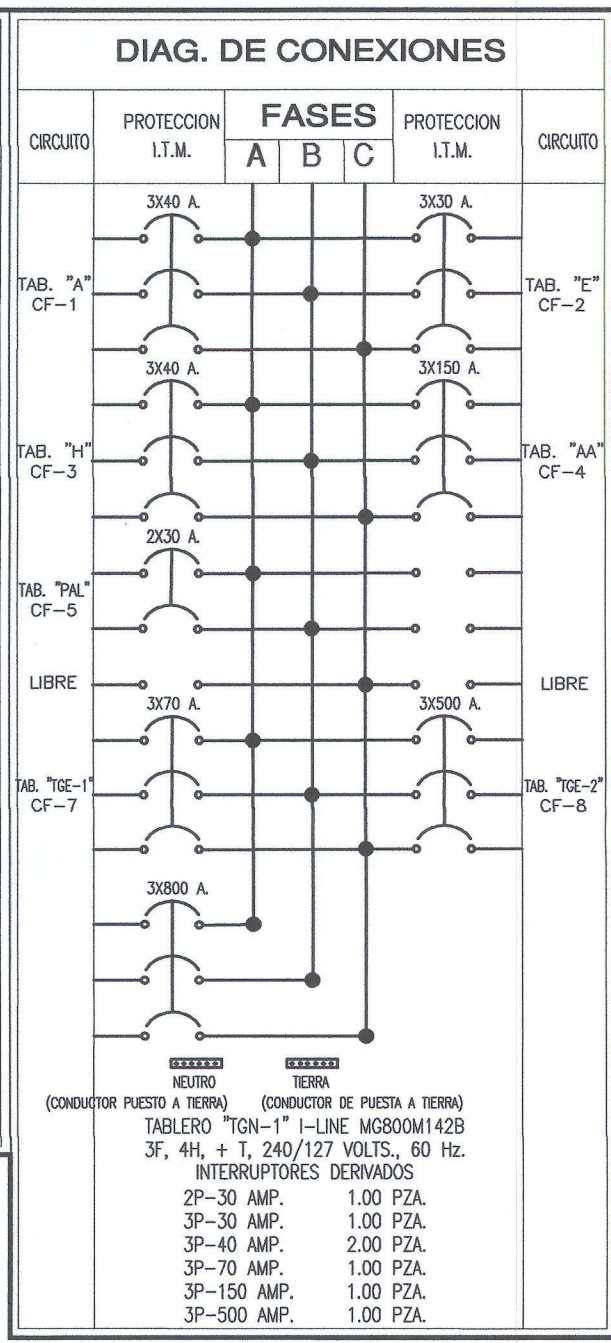 DIAG. DE CONEXIONES
CIRCUITO
PROTECCION
I.T.M.
FASES
A B C
PROTECCION
I.T.M.
CIRCUITO
3X40 A.
3X30 A.
TAB. "A"
CF-1
TAB. "E"
CF-2
3X40 A.
3X150 A.
TAB. "H"
CF-3
TAB. "AA"
CF-4
2X30 A.
TAB. "PAL"
CF-5
LIBRE
LIBRE
3X70 A.
3X500 A.
TAB. "TGE-1"
CF-7
TAB. "TGE-2"
CF-8
3X800 A.
NEUTRO
(CONDUCTOR PUESTO A TIERRA)
TIERRA
(CONDUCTOR DE PUESTA A TIERRA)
TABLERO "TGN-1" I-LINE MG800M142B
3F, 4H, + T, 240/127 VOLTS., 60 Hz.
INTERRUPTORES DERIVADOS
2P-30 AMP. 1.00 PZA.
3P-30 AMP. 1.00 PZA.
3P-40 AMP. 2.00 PZA.
3P-70 AMP. 1.00 PZA.
3P-150 AMP. 1.00 PZA.
3P-500 AMP. 1.00 PZA.